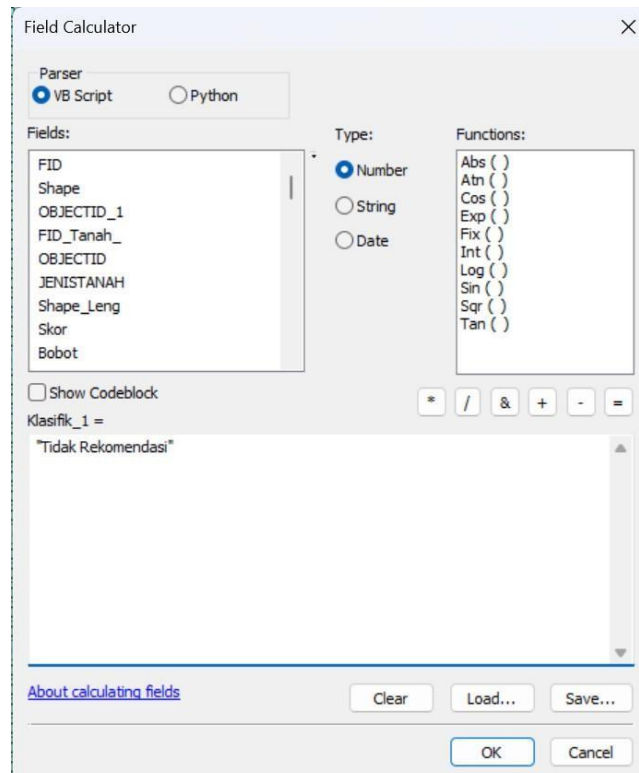 Field Calculator
Parser
VB Script
Python
Fields:
FID
Shape
OBJECTID_1
FID_Tanah_
OBJECTID
JENISTANAH
Shape_Leng
Skor
Bobot
Type:
Number
String
Date
Functions:
Abs ( )
Atn ( )
Cos ( )
Exp ( )
Fix ( )
Int ( )
Log ( )
Sin ( )
Sqr ( )
Tan ( )
Show Codeblock
* / & + - =
Klasifik_1 =
"Tidak Rekomendasi"
About calculating fields
Clear
Load...
Save...
OK
Cancel